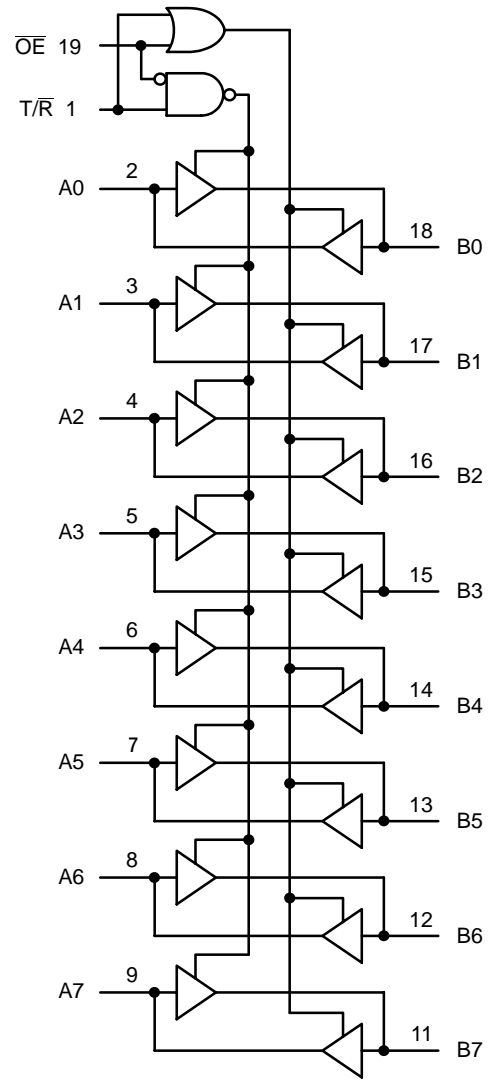 O̅E̅ 19
T/R̅ 1
A0 2
18 B0
A1 3
17 B1
A2 4
16 B2
A3 5
15 B3
A4 6
14 B4
A5 7
13 B5
A6 8
12 B6
A7 9
11 B7